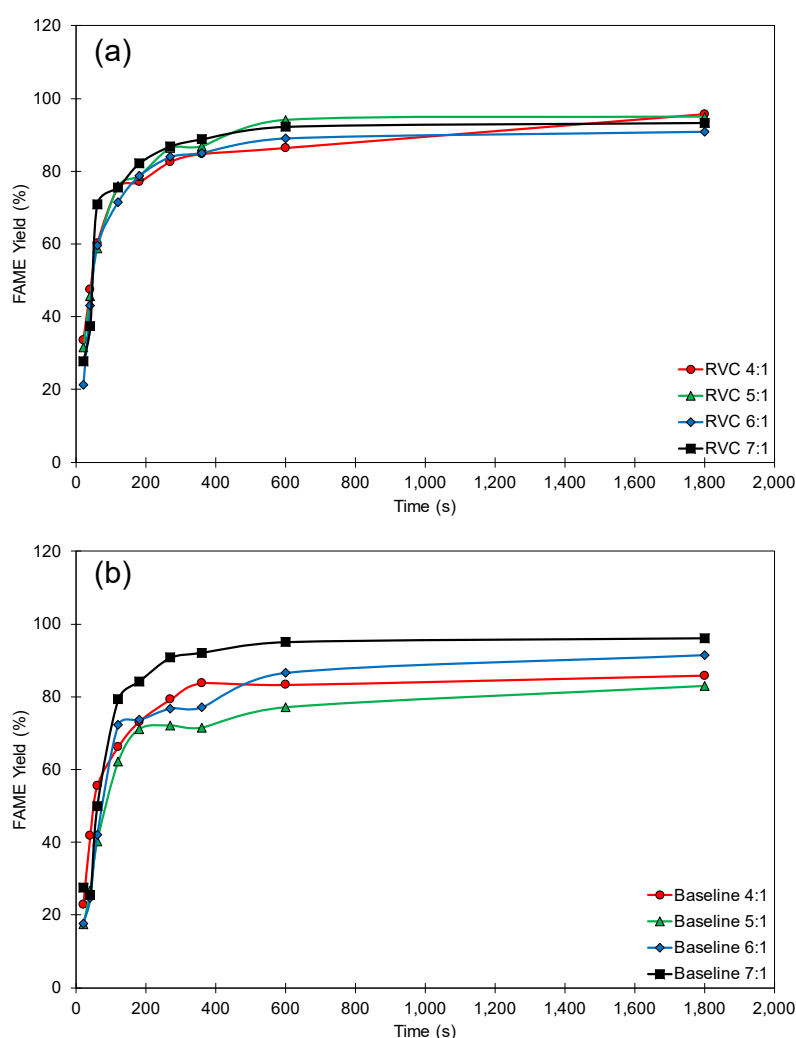 (a)
FAME Yield (%)
120
100
80
60
40
20
0
RVC 4:1
RVC 5:1
RVC 6:1
RVC 7:1
0 200 400 600 800 1,000 1,200 1,400 1,600 1,800 2,000
Time (s)
(b)
FAME Yield (%)
120
100
80
60
40
20
0
Baseline 4:1
Baseline 5:1
Baseline 6:1
Baseline 7:1
0 200 400 600 800 1,000 1,200 1,400 1,600 1,800 2,000
Time (s)